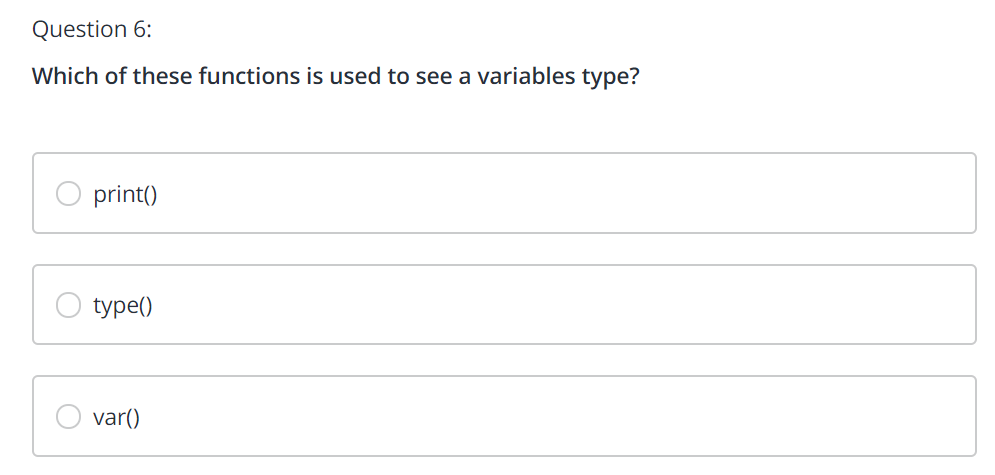 Question 6:
Which of these functions is used to see a variables type?
print()
type()
var()